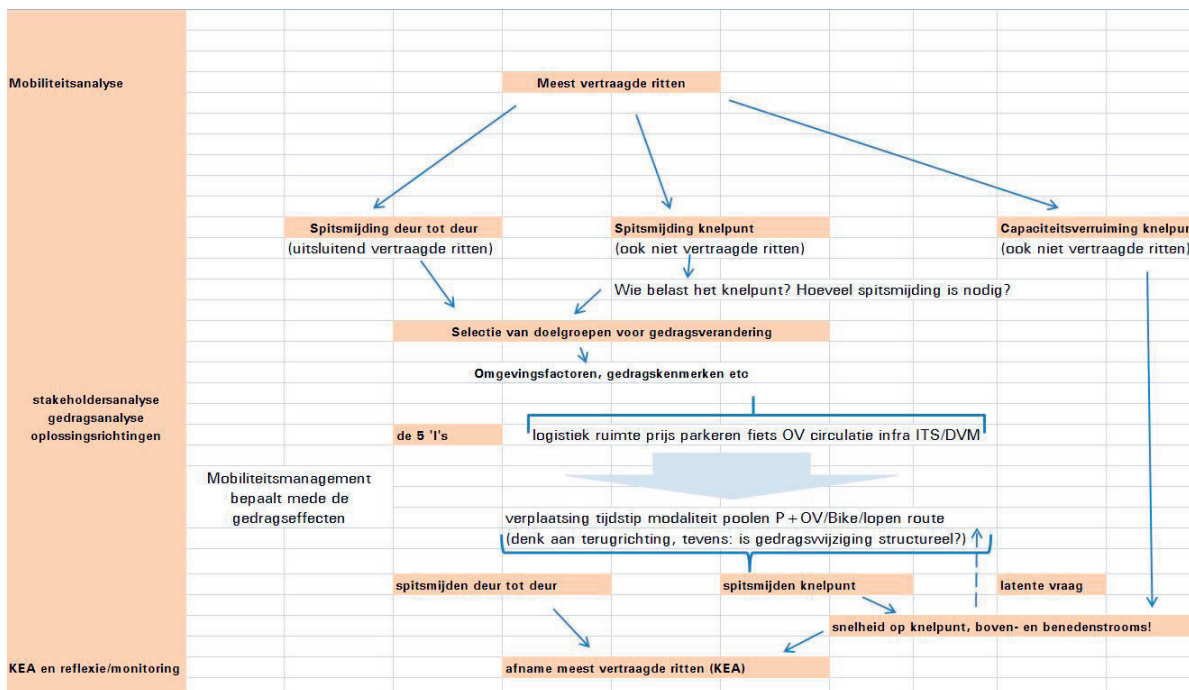 Mobiliteitsanalyse
Meest vertraagde ritten
Spitsmijding deur tot deur
(uitsluitend vertraagde ritten)
Spitsmijding knelpunt
(ook niet vertraagde ritten)
Capaciteitsverruiming knelpun
(ook niet vertraagde ritten)
Wie belast het knelpunt? Hoeveel spitsmijding is nodig?
Selectie van doelgroepen voor gedragsverandering
Omgevingsfactoren, gedragskenmerken etc
stakeholdersanalyse
gedragsanalyse
oplossingsrichtingen
de 5 'I's
logistiek ruimte prijs parkeren fiets OV circulatie infra ITS/DVM
Mobiliteitsmanagement
bepaalt mede de
gedragseffecten
verplaatsing tijdstip modaliteit poolen P+OV/Bike/lopen route
(denk aan terugrichting, tevens: is gedragswijziging structureel?)
spitsmijden deur tot deur
spitsmijden knelpunt
latente vraag
snelheid op knelpunt, boven- en benedenstrooms!
KEA en reflexie/monitoring
afname meest vertraagde ritten (KEA)